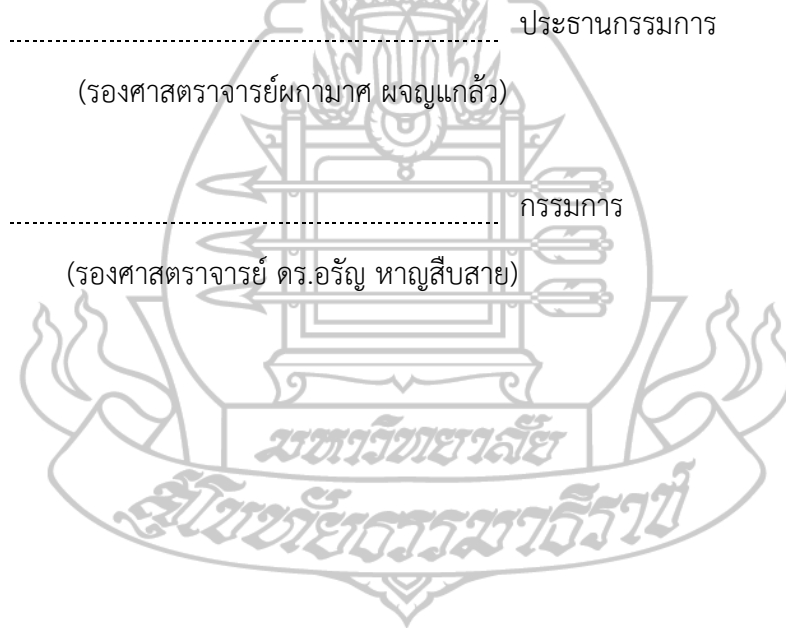 ประธานกรรมการ
(รองศาสตราจารย์ผกามาศ ผจญแกล้ว)
กรรมการ
(รองศาสตราจารย์ ดร.อรัญ หาญสืบสาย)
มหาวิทยาลัย
สุโขทัยธรรมาธิราช